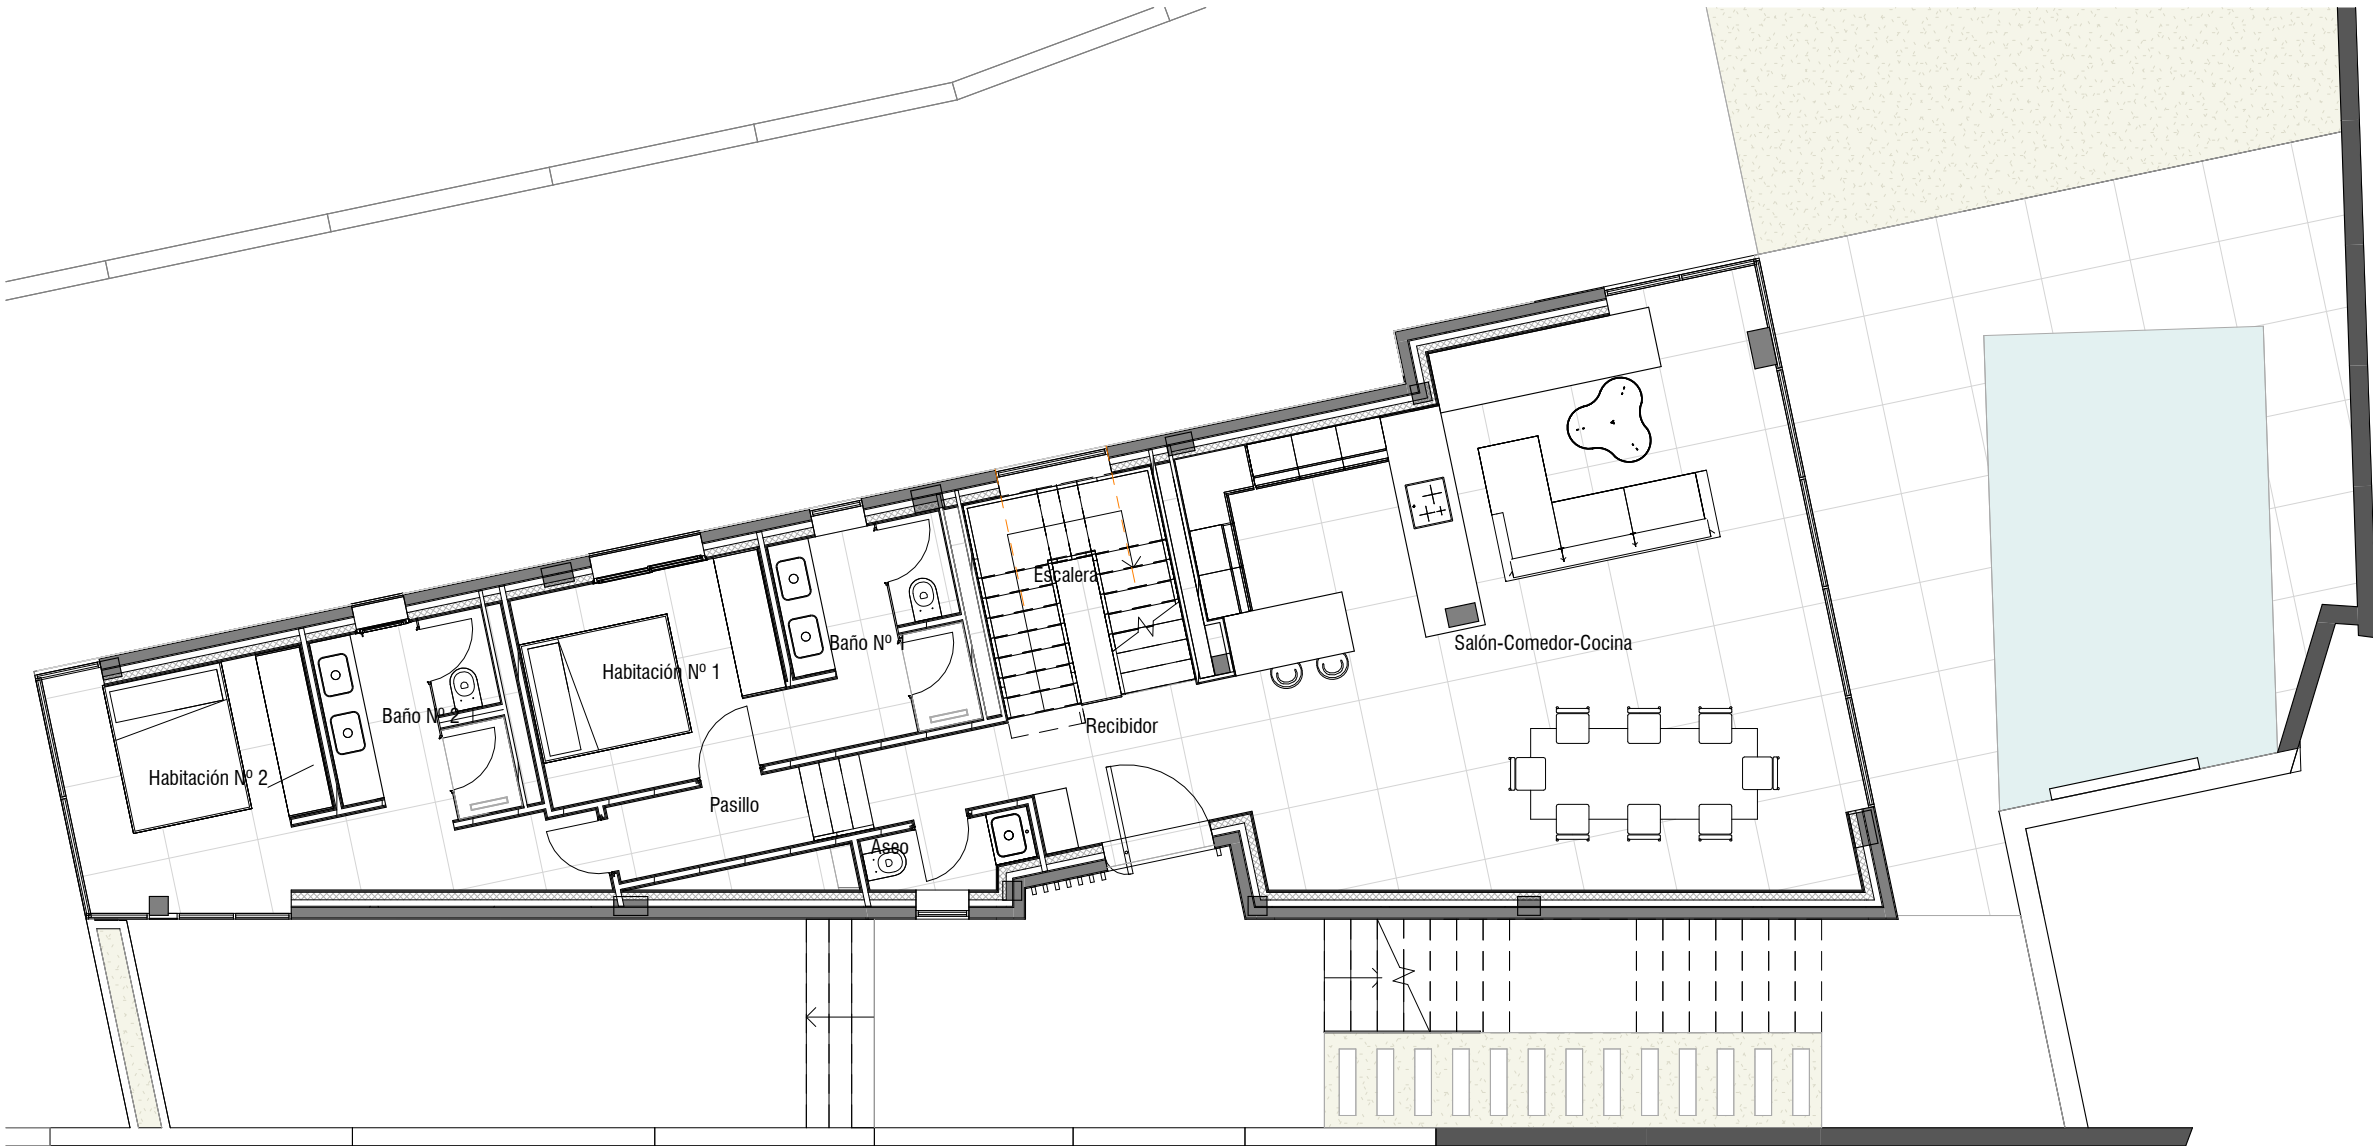 Escalera
Baño Nº 1
Salón-Comedor-Cocina
Habitación Nº 1
Baño Nº 2
Recibidor
Habitación Nº 2
Pasillo
Aseo